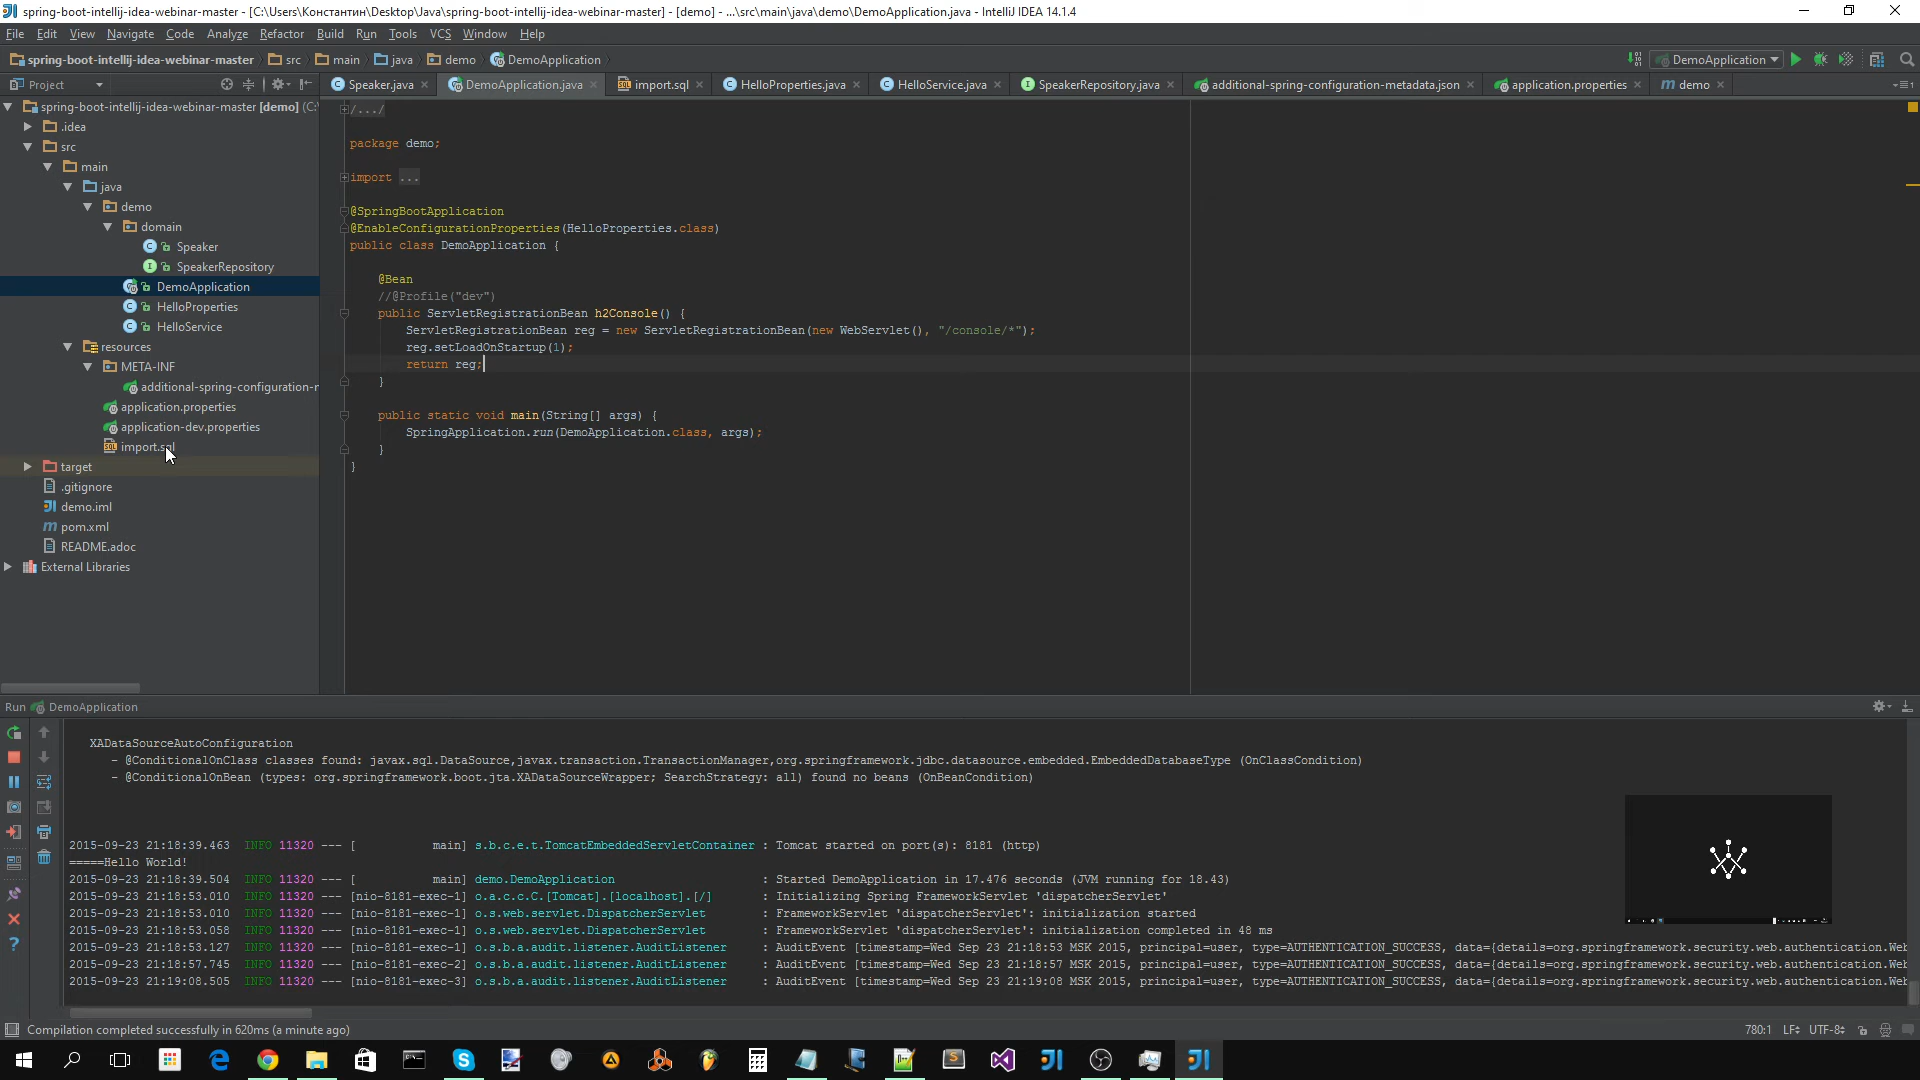 spring-boot-intellij-idea-webinar-master - [C:\Users\Константин\Desktop\Java\spring-boot-intellij-idea-webinar-master] - [demo] - ...\src\main\java\demo\DemoApplication.java - IntelliJ IDEA 14.1.4
File Edit View Navigate Code Analyze Refactor Build Run Tools VCS Window Help
spring-boot-intellij-idea-webinar-master src main java demo DemoApplication DemoApplication
Project Speaker.java DemoApplication.java import.sql HelloProperties.java HelloService.java SpeakerRepository.java additional-spring-configuration-metadata.json application.properties demo
spring-boot-intellij-idea-webinar-master [demo] (C:\
.idea
src
main
java
demo
domain
Speaker
SpeakerRepository
DemoApplication
HelloProperties
HelloService
resources
META-INF
additional-spring-configuration-
application.properties
application-dev.properties
import.sql
target
.gitignore
demo.iml
pom.xml
README.adoc
External Libraries
/.../
package demo;
import ...
@SpringBootApplication
@EnableConfigurationProperties(HelloProperties.class)
public class DemoApplication {
@Bean
//@Profile("dev")
public ServletRegistrationBean h2Console() {
ServletRegistrationBean reg = new ServletRegistrationBean(new WebServlet(), "/console/*");
reg.setLoadOnStartup(1);
return reg;
}
public static void main(String[] args) {
SpringApplication.run(DemoApplication.class, args);
}
}
Run DemoApplication
XADataSourceAutoConfiguration
- @ConditionalOnClass classes found: javax.sql.DataSource,javax.transaction.TransactionManager,org.springframework.jdbc.datasource.embedded.EmbeddedDatabaseType (OnClassCondition)
- @ConditionalOnBean (types: org.springframework.boot.jta.XADataSourceWrapper; SearchStrategy: all) found no beans (OnBeanCondition)
2015-09-23 21:18:39.463 INFO 11320 --- [ main] s.b.c.e.t.TomcatEmbeddedServletContainer : Tomcat started on port(s): 8181 (http)
=====Hello World!
2015-09-23 21:18:39.504 INFO 11320 --- [ main] demo.DemoApplication : Started DemoApplication in 17.476 seconds (JVM running for 18.43)
2015-09-23 21:18:53.010 INFO 11320 --- [nio-8181-exec-1] o.a.c.c.C.[Tomcat].[localhost].[/] : Initializing Spring FrameworkServlet 'dispatcherServlet'
2015-09-23 21:18:53.010 INFO 11320 --- [nio-8181-exec-1] o.s.web.servlet.DispatcherServlet : FrameworkServlet 'dispatcherServlet': initialization started
2015-09-23 21:18:53.058 INFO 11320 --- [nio-8181-exec-1] o.s.web.servlet.DispatcherServlet : FrameworkServlet 'dispatcherServlet': initialization completed in 48 ms
2015-09-23 21:18:53.127 INFO 11320 --- [nio-8181-exec-1] o.s.b.a.audit.listener.AuditListener : AuditEvent [timestamp=Wed Sep 23 21:18:53 MSK 2015, principal=user, type=AUTHENTICATION_SUCCESS, data={details=org.springframework.security.web.authentication.Web
2015-09-23 21:18:57.745 INFO 11320 --- [nio-8181-exec-2] o.s.b.a.audit.listener.AuditListener : AuditEvent [timestamp=Wed Sep 23 21:18:57 MSK 2015, principal=user, type=AUTHENTICATION_SUCCESS, data={details=org.springframework.security.web.authentication.Web
2015-09-23 21:19:08.505 INFO 11320 --- [nio-8181-exec-3] o.s.b.a.audit.listener.AuditListener : AuditEvent [timestamp=Wed Sep 23 21:19:08 MSK 2015, principal=user, type=AUTHENTICATION_SUCCESS, data={details=org.springframework.security.web.authentication.Web
Compilation completed successfully in 620ms (a minute ago) 780:1 LF UTF-8